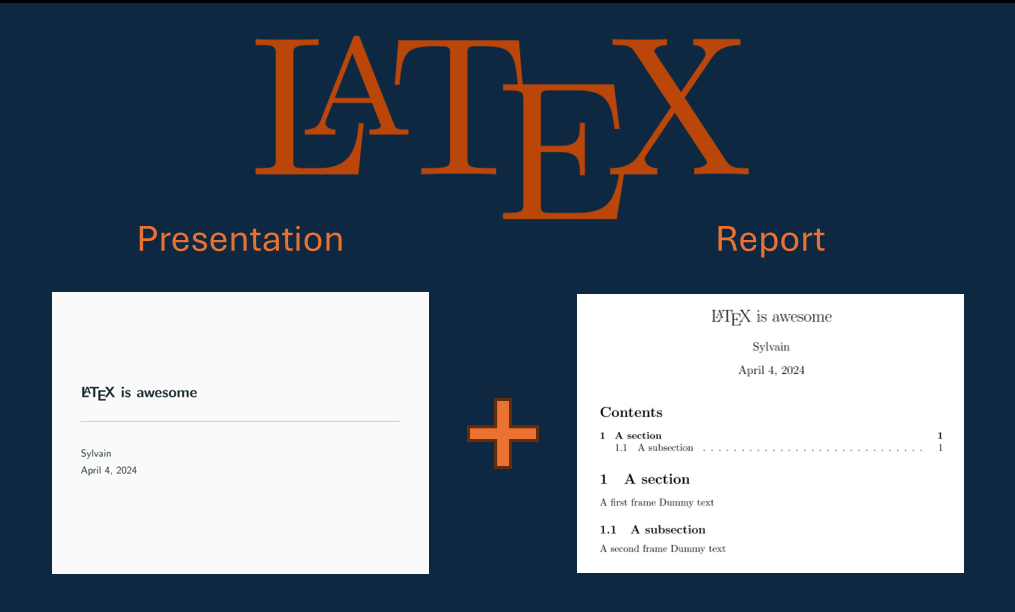 LATEX
Presentation
Report
LATEX is awesome
Sylvain
April 4, 2024
LATEX is awesome
Sylvain
April 4, 2024
Contents
1 A section 1
1.1 A subsection . . . . . . . . . . . . . . . . . . . . . . . . . . . . 1
1 A section
A first frame Dummy text
1.1 A subsection
A second frame Dummy text